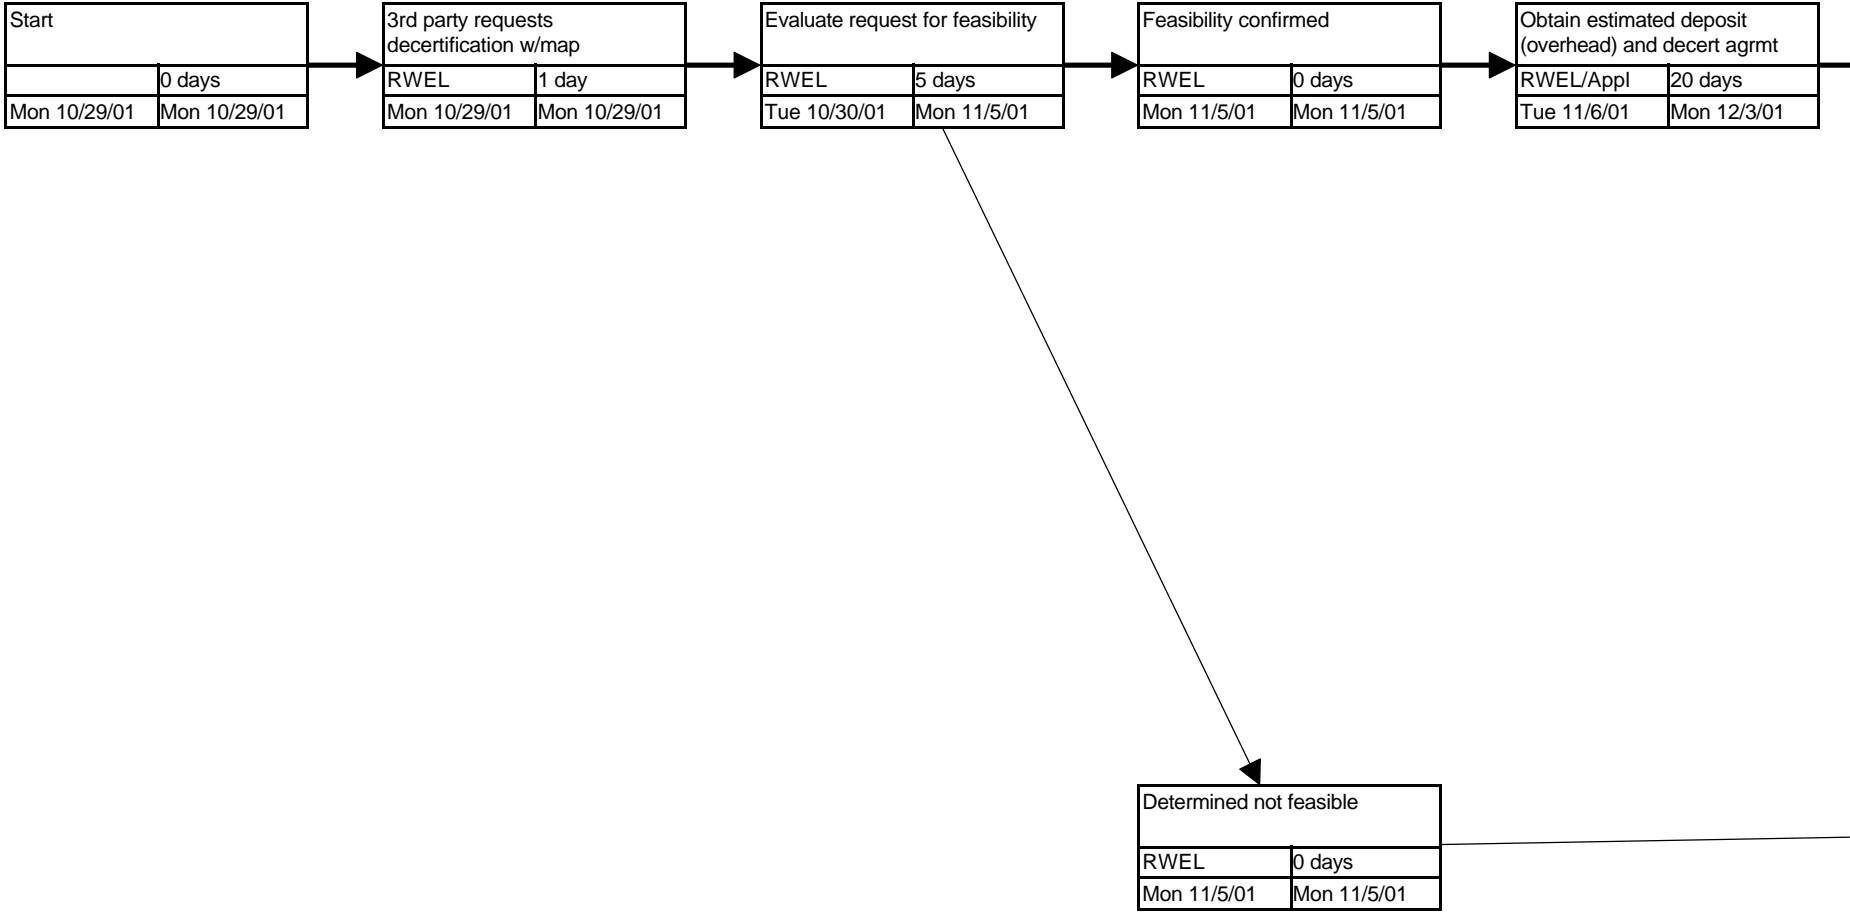 Start
0 days
Mon 10/29/01 Mon 10/29/01
3rd party requests
decertification w/map
RWEL 1 day
Mon 10/29/01 Mon 10/29/01
Evaluate request for feasibility
RWEL 5 days
Tue 10/30/01 Mon 11/5/01
Feasibility confirmed
RWEL 0 days
Mon 11/5/01 Mon 11/5/01
Obtain estimated deposit
(overhead) and decert agrmt
RWEL/Appl 20 days
Tue 11/6/01 Mon 12/3/01
Determined not feasible
RWEL 0 days
Mon 11/5/01 Mon 11/5/01